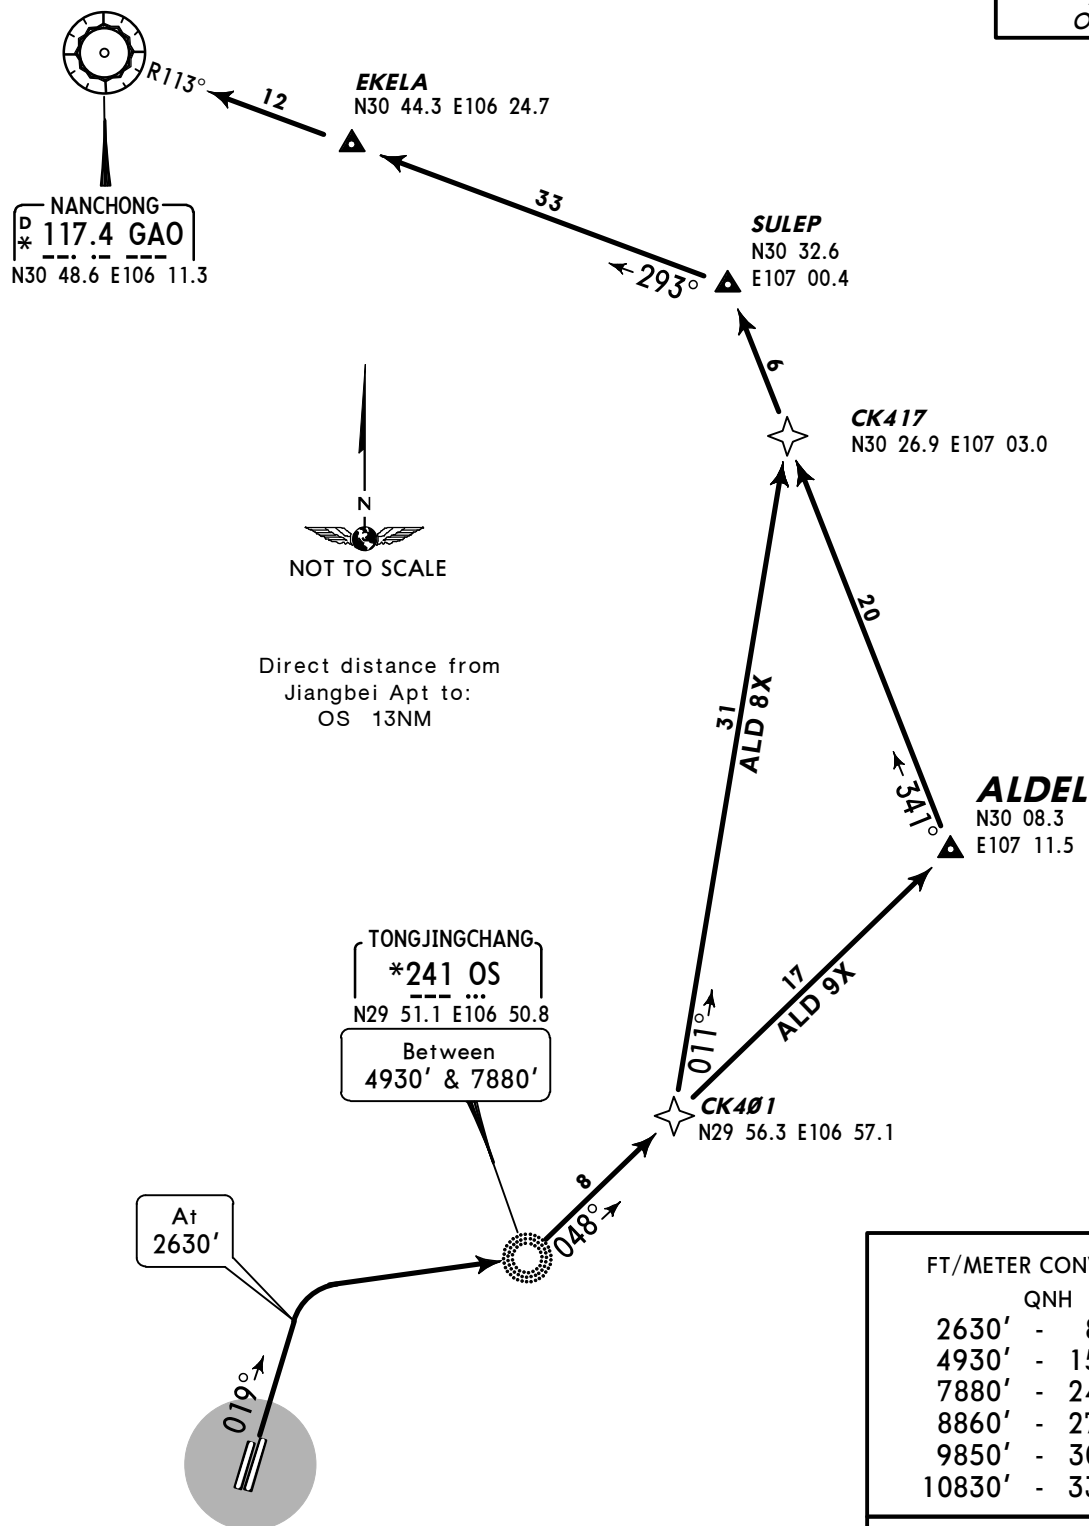 R113°
12
EKELA
N30 44.3 E106 24.7
NANCHONG
D
* 117.4 GAO
N30 48.6 E106 11.3
33
SULEP
N30 32.6
E107 00.4
293°
6
CK417
N30 26.9 E107 03.0
N
NOT TO SCALE
Direct distance from
Jiangbei Apt to:
OS 13NM
20
31
ALD 8X
341°
ALDEL
N30 08.3
E107 11.5
TONGJINGCHANG
*241 OS
N29 51.1 E106 50.8
Between
4930' & 7880'
17
ALD 9X
011°
CK4Ø1
N29 56.3 E106 57.1
8
048°
At
2630'
019°
FT/METER
QNH
2630' -
4930' -
7880' -
8860' -
9850' -
10830' -